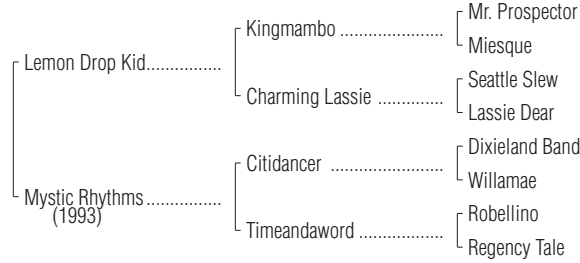 Mr. Prospector
Kingmambo ......................
Miesque
Lemon Drop Kid................
Seattle Slew
Charming Lassie ..............
Lassie Dear
Dixieland Band
Citidancer ........................
Willamae
Mystic Rhythms ................
(1993)
Robellino
Timeandaword ..................
Regency Tale